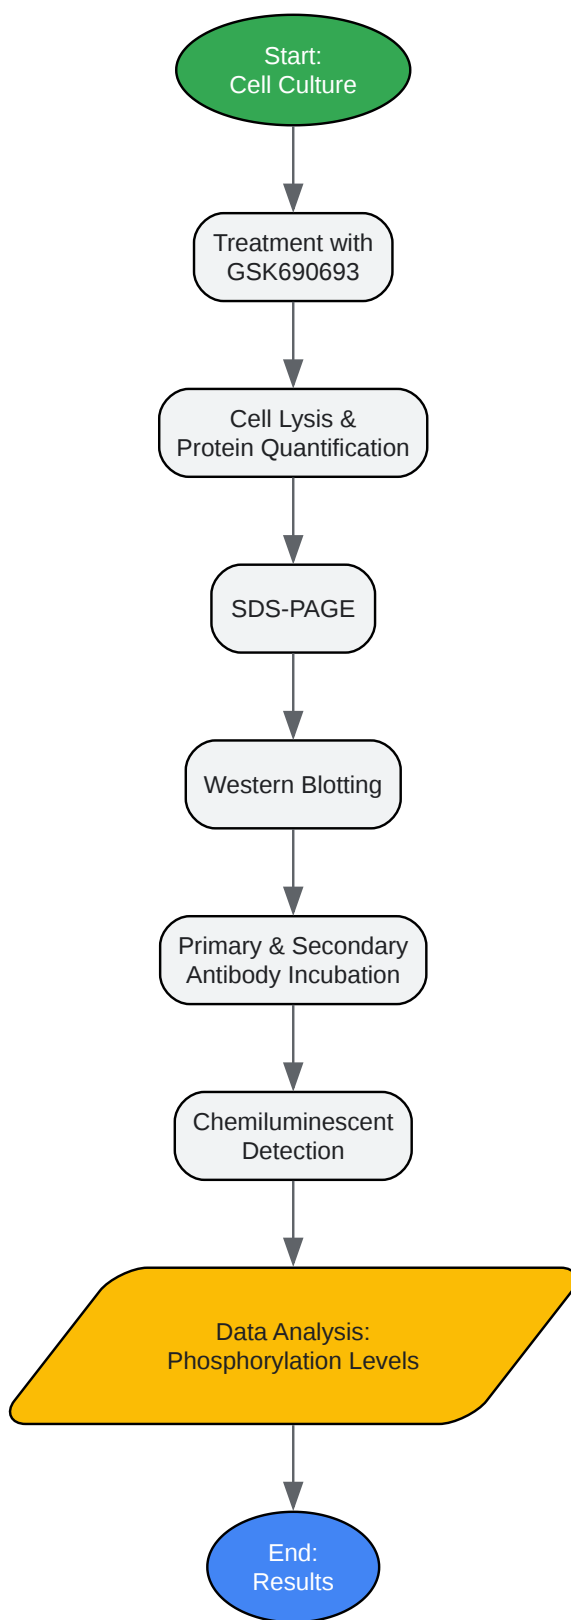 Start:
Cell Culture
Treatment with
GSK690693
Cell Lysis &
Protein Quantification
SDS-PAGE
Western Blotting
Primary & Secondary
Antibody Incubation
Chemiluminescent
Detection
Data Analysis:
Phosphorylation Levels
End:
Results